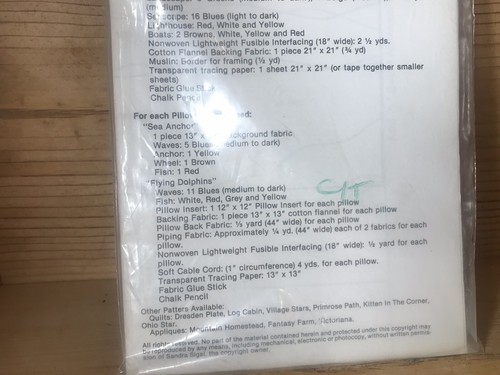 (medium)
16 Blues (light to dark)
Lighthouse: Red, White and Yellow
Boats: 2 Browns, White, Yellow and Red
Nonwoven Lightweight Fusible Interfacing (18" wide): 2 ½ yds.
Cotton Flannel Backing Fabric: 1 piece 21" x 21" (¾ yd)
Muslin: Border for framing (½ yd)
Transparent tracing paper: 1 sheet 21" x 21" (or tape together smaller
sheets)
Fabric Glue Stick
Chalk Pencil
For each Pillow
"Sea Anchor"
1 piece 13" x background fabric
Waves: 5 Blues (medium to dark)
Anchor: 1 Yellow
Wheel: 1 Brown
Fish: 1 Red
"Flying Dolphins"
Waves: 11 Blues (medium to dark)
Fish: White, Red, Grey and Yellow
Pillow Insert: 1 12" x 12" Pillow Insert for each pillow
Backing Fabric: 1 piece 13" x 13" cotton flannel for each pillow
Pillow Back Fabric: ½ yard (44" wide) for each pillow
Piping Fabric: Approximately ¼ yd. (44" wide) each of 2 fabrics for each
pillow.
Nonwoven Lightweight Fusible Interfacing (18" wide): ½ yard for each
pillow.
Soft Cable Cord: (1" circumference) 4 yds. for each pillow.
Transparent Tracing Paper: 13" x 13"
Fabric Glue Stick
Chalk Pencil
Other Patters Available:
Quilts: Dresden Plate, Log Cabin, Village Stars, Primrose Path, Kitten In The Corner,
Ohio Star.
Appliques: Mountain Homestead, Fantasy Farm, Victoriana.
All rights reserved. No part of the material contained herein and protected under this copyright may
be reproduced by any means, including mechanical, electronic or photocopy, without written permis-
sion of Sandra Sigal, the copyright owner.